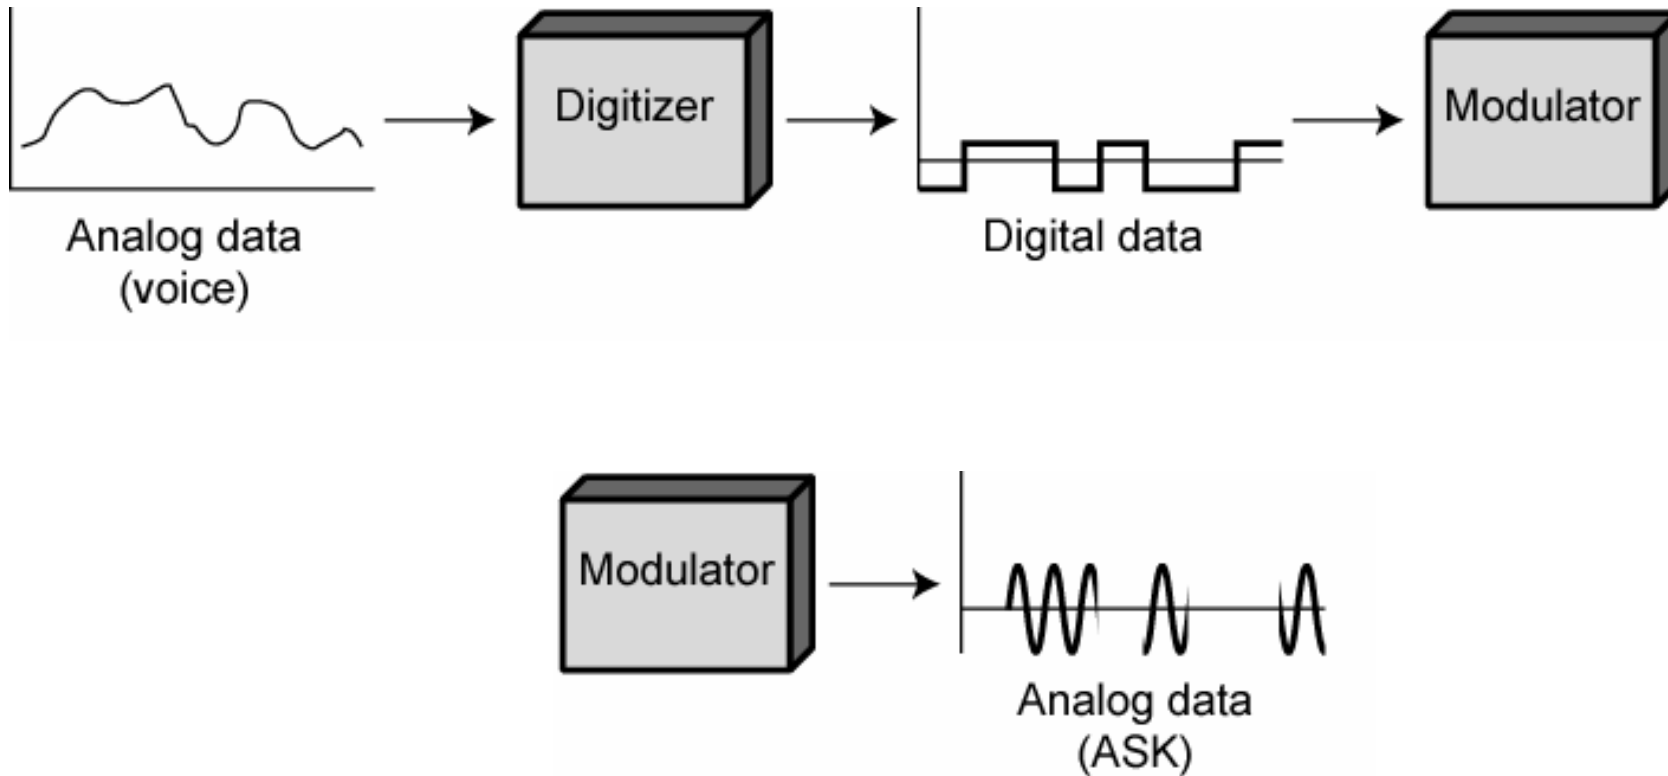 Digitizer
Modulator
Analog data
(voice)
Digital data
Modulator
Analog data
(ASK)